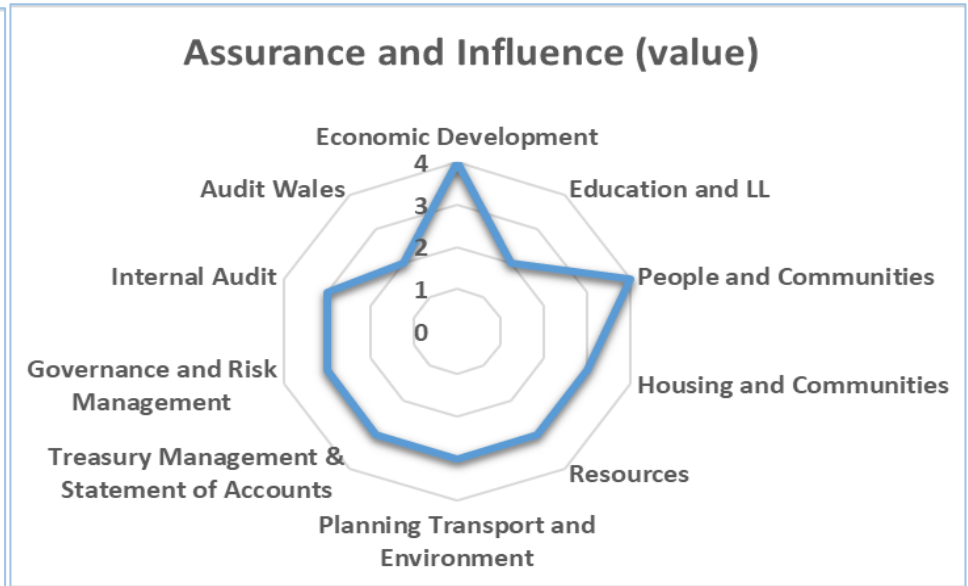 Assurance and Influence (value)
Economic Development
4
3
2
1
0
Education and LL
People and Communities
Housing and Communities
Resources
Planning Transport and
Environment
Treasury Management &
Statement of Accounts
Governance and Risk
Management
Internal Audit
Audit Wales